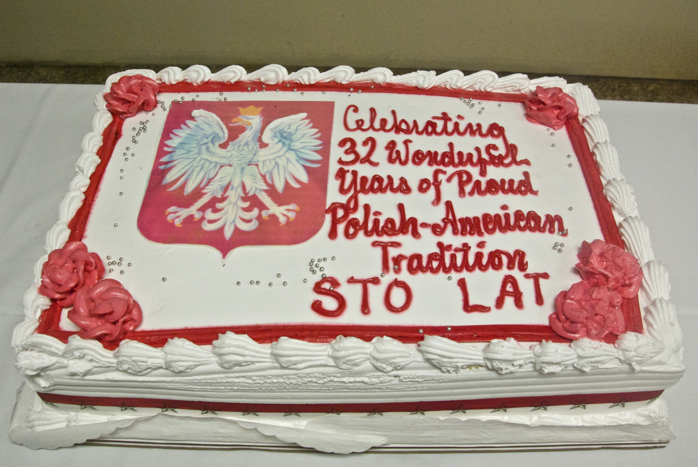 Celebrating
32 Wonderful
Years of Proud
Polish-American
Tradition
STO LAT